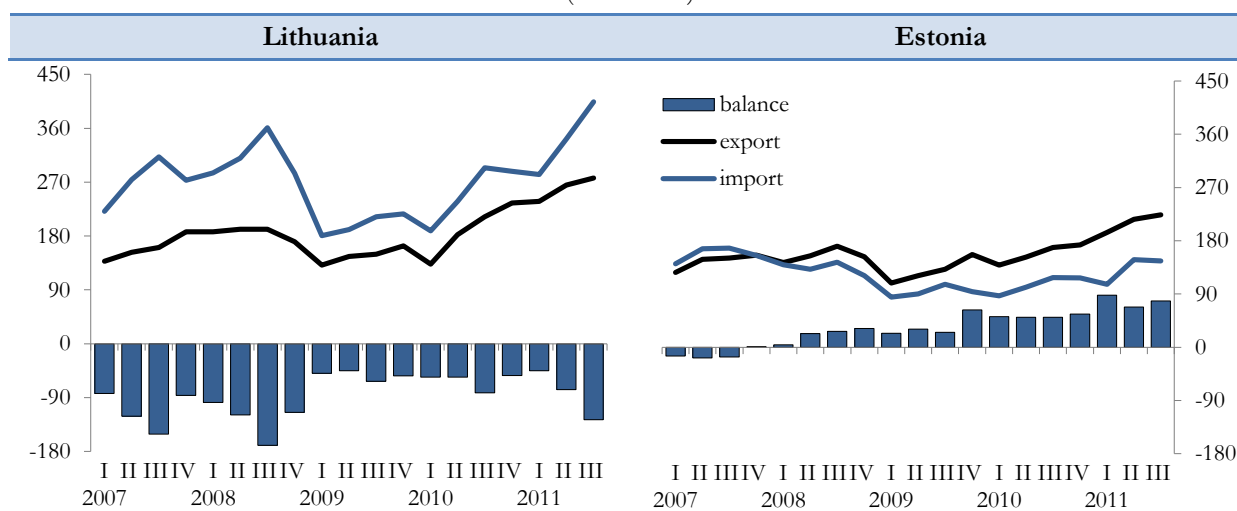 Lithuania Estonia
450 450
balance
360 360
export
270 import 270
180 180
90 90
0 0
-90 -90
-180 -180
I II III IV I II III IV I II III IV I II III IV I II III I II III IV I II III IV I II III IV I II III IV I II III
2007 2008 2009 2010 2011 2007 2008 2009 2010 2011